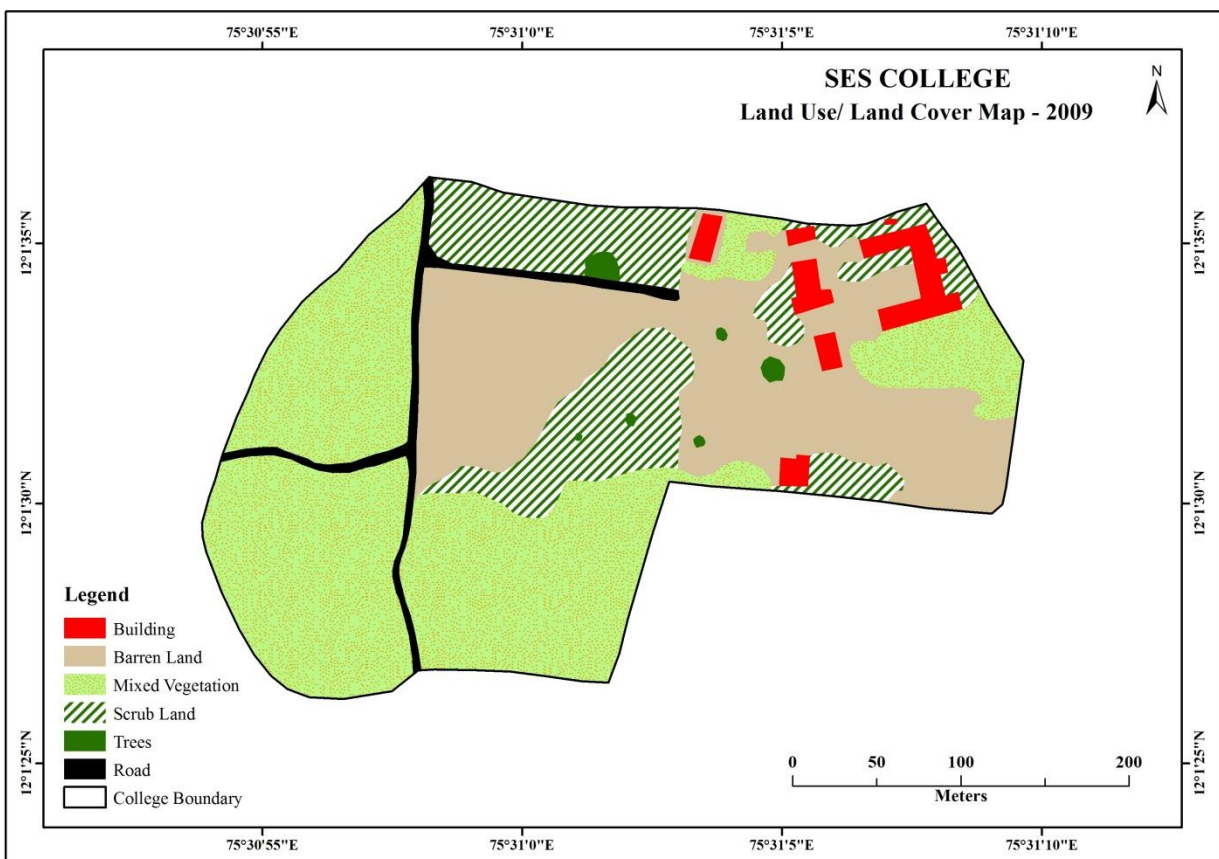 75°30'55"E 75°31'0"E 75°31'5"E 75°31'10"E
SES COLLEGE
Land Use/ Land Cover Map - 2009
N
12°1'35"N 12°1'35"N
12°1'30"N 12°1'30"N
12°1'25"N 12°1'25"N
Legend
Building
Barren Land
Mixed Vegetation
Scrub Land
Trees
Road
College Boundary
0 50 100 200
Meters
75°30'55"E 75°31'0"E 75°31'5"E 75°31'10"E